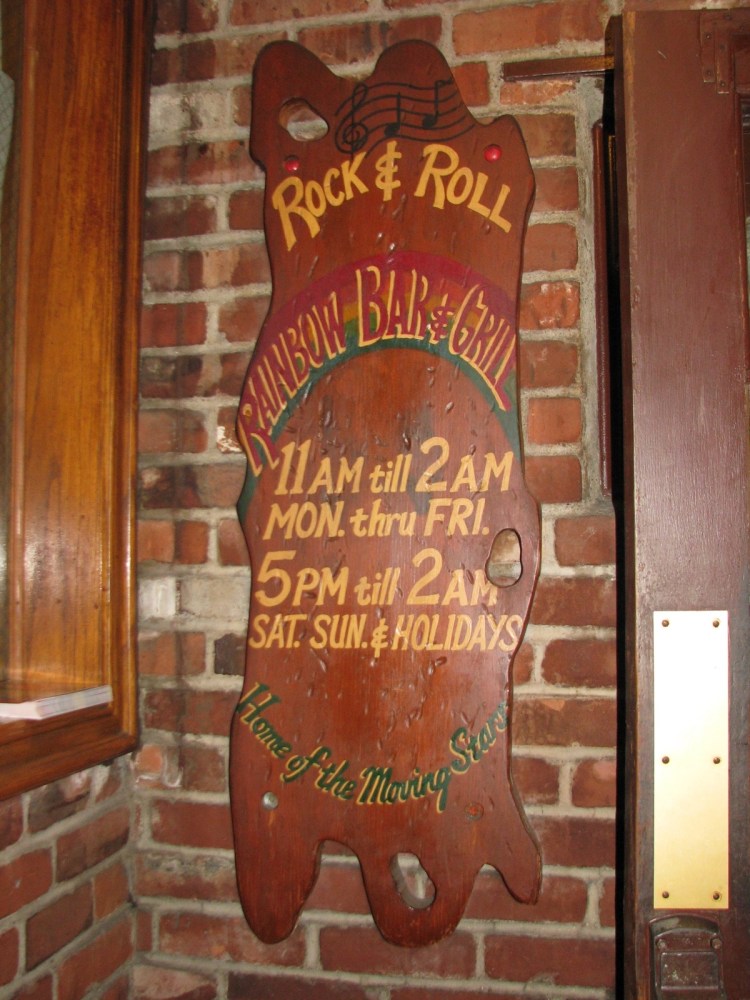 ROCK & ROLL
RAINBOW BAR & GRILL
11AM till 2AM
MON. thru FRI.
5PM till 2AM
SAT. SUN. & HOLIDAYS
Home of the Moving Stars